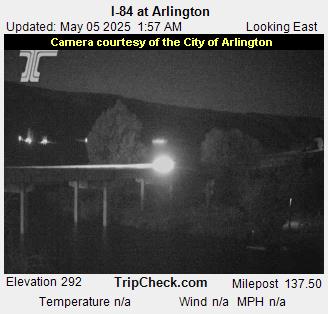 I-84 at Arlington
Updated: May 05 2025 1:57 AM Looking East
Camera courtesy of the City of Arlington
Elevation 292 TripCheck.com Milepost 137.50
Temperature n/a Wind n/a MPH n/a